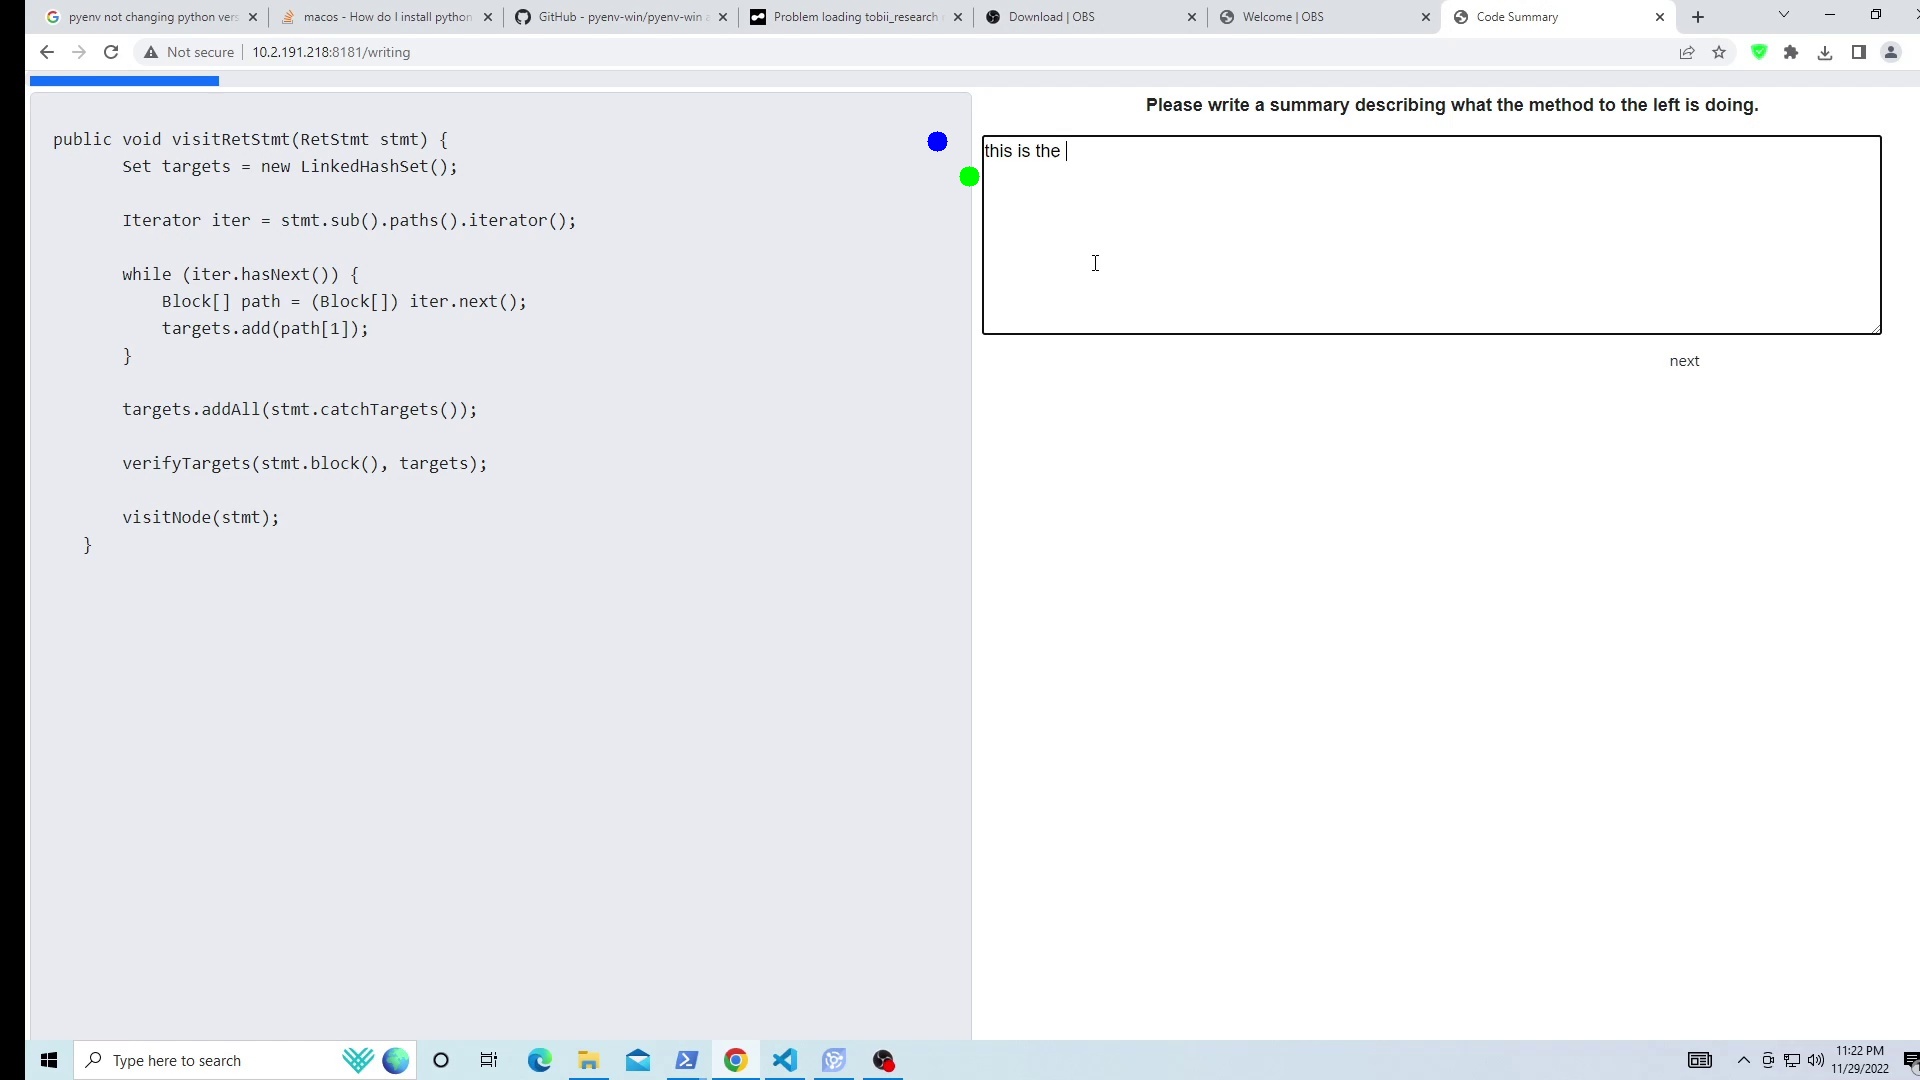 pyenv not changing python vers
macos - How do I install python
GitHub - pyenv-win/pyenv-win a
Problem loading tobii_research
Download | OBS
Welcome | OBS
Code Summary
Not secure
10.2.191.218:8181/writing
public void visitRetStmt(RetStmt stmt) {
Set targets = new LinkedHashSet();
Iterator iter = stmt.sub().paths().iterator();
while (iter.hasNext()) {
Block[] path = (Block[]) iter.next();
targets.add(path[1]);
}
targets.addAll(stmt.catchTargets());
verifyTargets(stmt.block(), targets);
visitNode(stmt);
}
Please write a summary describing what the method to the left is doing.
this is the
next
Type here to search
11:22 PM
11/29/2022